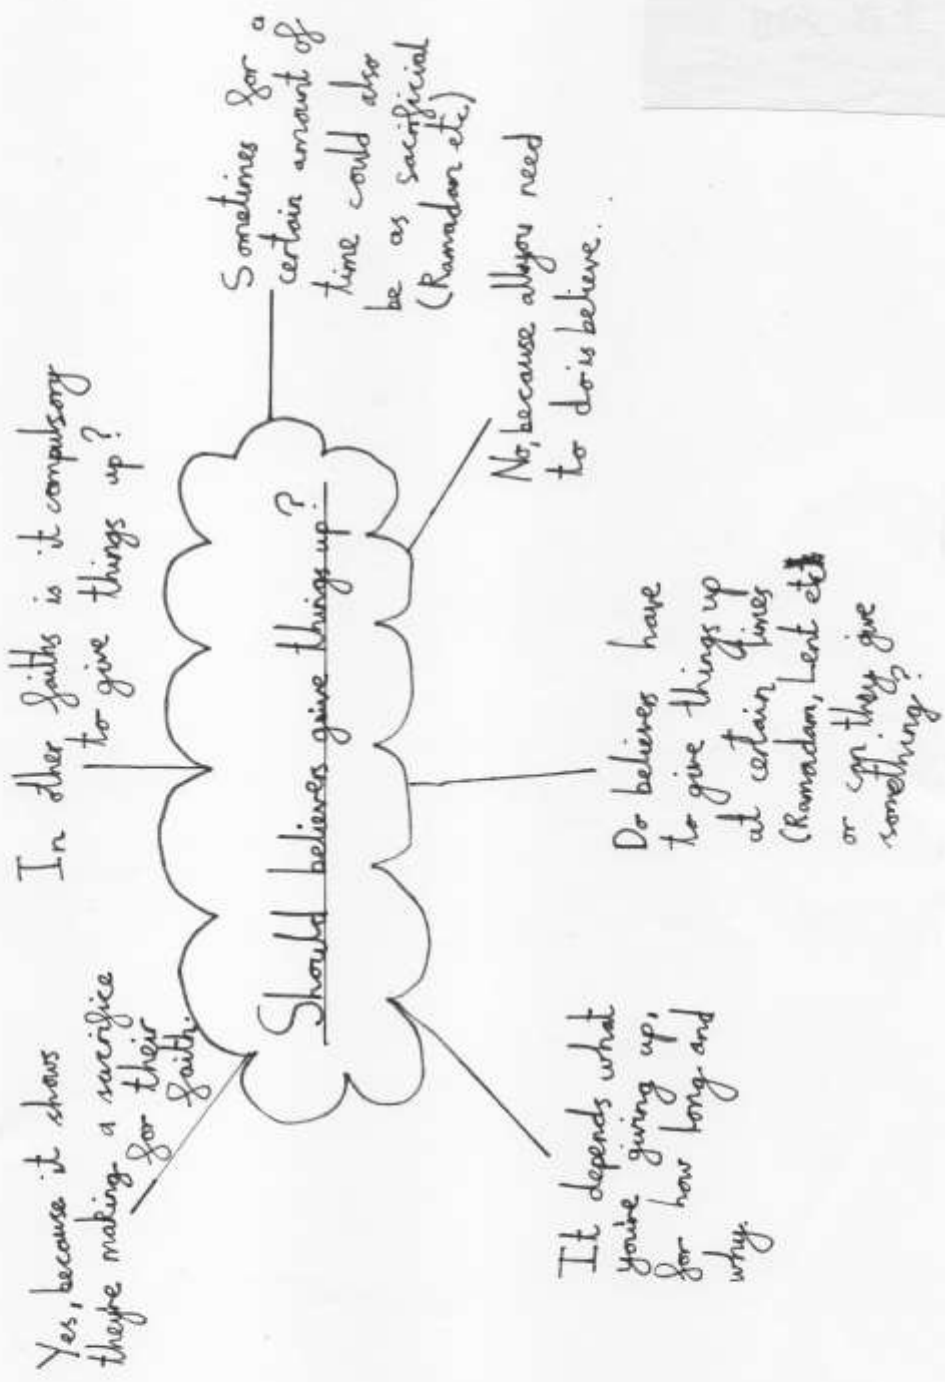 Yes, because it shows
they're making a sacrifice
for their
faith.
In other faiths is it compulsory
to give things up?
Sometimes for a
certain amount of
time could also
be as sacrificial
(Ramadan etc)
Should believers give things up?
No, because all you need
to do is believe.
Do believers have
to give things up
at certain times
(Ramadam, Lent etc
or can they give
something?
It depends what
you're giving up,
for how long and
why.